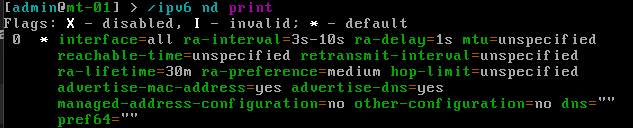 [admin@mt-01] > /ipv6 nd print
Flags: X - disabled, I - invalid; * - default
0 * interface=all ra-interval=3s-10s ra-delay=1s mtu=unspecified
reachable-time=unspecified retransmit-interval=unspecified
ra-lifetime=30m ra-preference=medium hop-limit=unspecified
advertise-mac-address=yes advertise-dns=yes
managed-address-configuration=no other-configuration=no dns=""
pref64=""